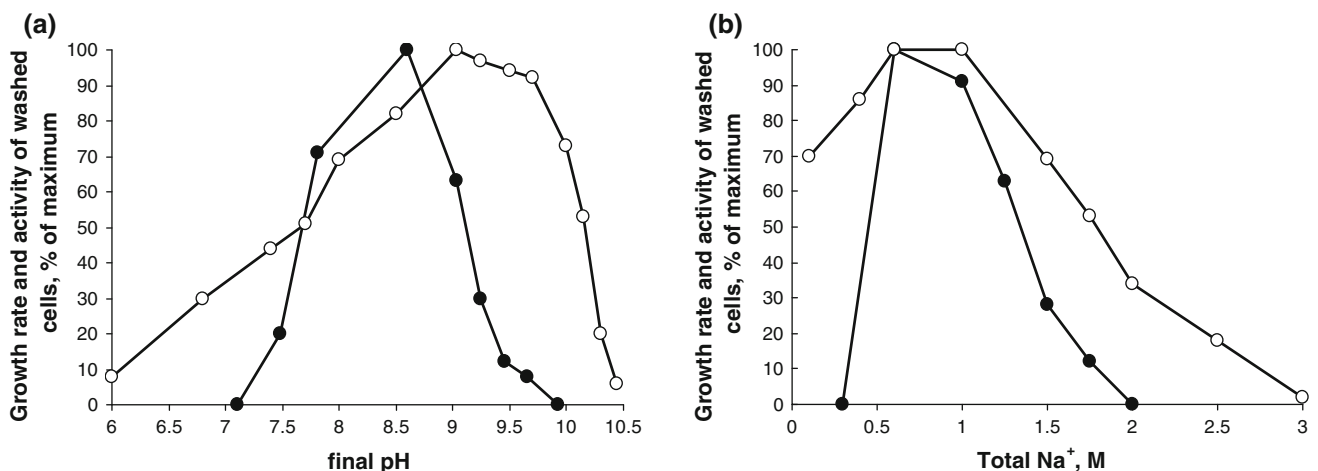 (a)
Growth rate and activity of washed
cells, % of maximum
100
90
80
70
60
50
40
30
20
10
0
6 6.5 7 7.5 8 8.5 9 9.5 10 10.5
final pH
(b)
Growth rate and activity of washed
cells, % of maximum
100
90
80
70
60
50
40
30
20
10
0
0 0.5 1 1.5 2 2.5 3
Total Na⁺, M